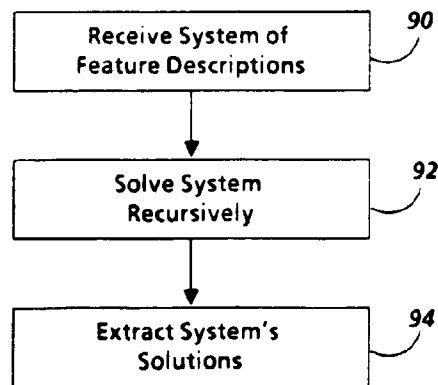 90
Receive System of
Feature Descriptions
92
Solve System
Recursively
94
Extract System's
Solutions